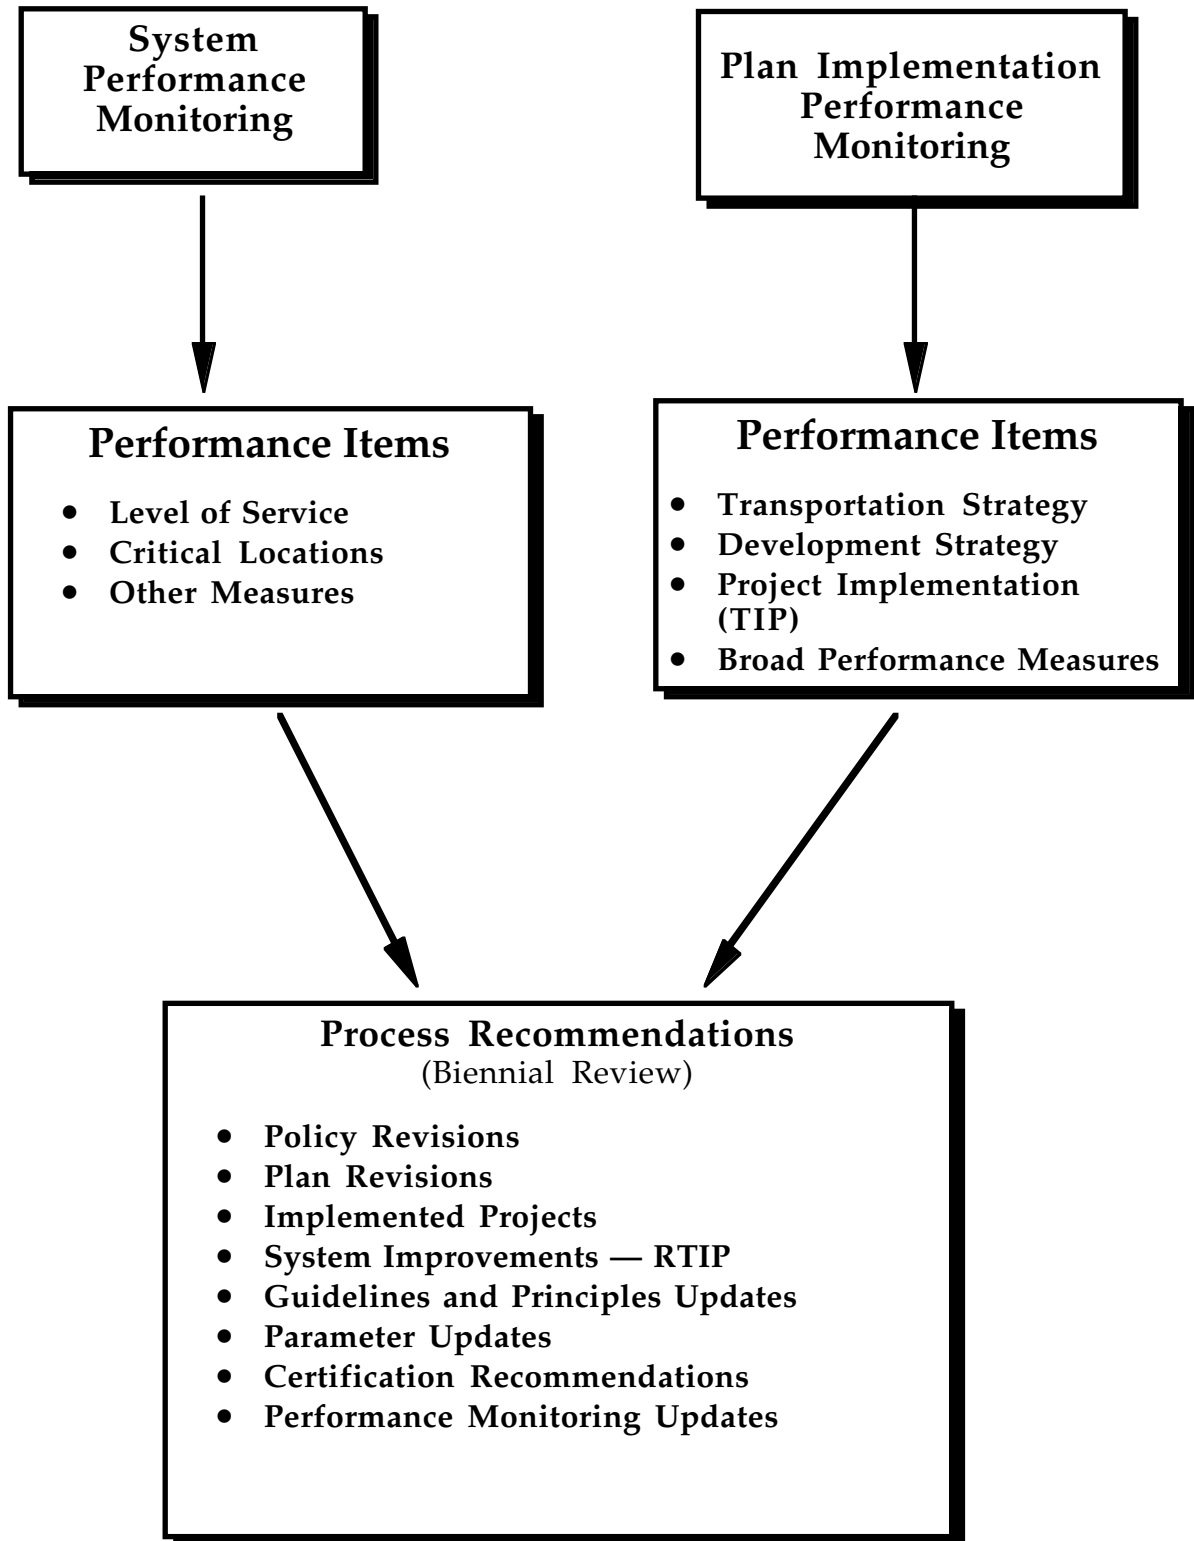 System
Performance
Monitoring
Plan Implementation
Performance
Monitoring
Performance Items
• Level of Service
• Critical Locations
• Other Measures
Performance Items
• Transportation Strategy
• Development Strategy
• Project Implementation
(TIP)
• Broad Performance Measures
Process Recommendations
(Biennial Review)
• Policy Revisions
• Plan Revisions
• Implemented Projects
• System Improvements — RTIP
• Guidelines and Principles Updates
• Parameter Updates
• Certification Recommendations
• Performance Monitoring Updates